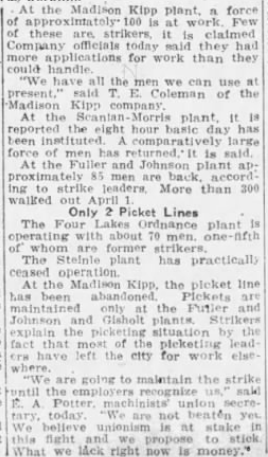 At the Madison Kipp plant, a force
of approximately 100 is at work. Few
of these are, strikers, it is claimed
Company officials today said they had
more applications for work than they
could handle.
"We have all the men we can use at
present," said T. E. Coleman of the
Madison Kipp company.
At the Scanlan-Morris plant, it is
reported the eight hour basic day has
been instituted. A comparatively large
force of men has returned, it is said.
At the Fuller and Johnson plant ap-
proximately 85 men are back, accord-
ing to strike leaders. More than 300
walked out April 1.
Only 2 Picket Lines
The Four Lakes Ordnance plant is
operating with about 70 men, one-fifth
of whom are former strikers.
The Steinle plant has practically
ceased operation.
At the Madison Kipp, the picket line
has been abandoned. Pickets are
maintained only at the Fuller and
Johnson and Gisholt plants. Strikers
explain the picketing situation by the
fact that most of the picketing lead-
ers have left the city for work else-
where.
"We are going to maintain the strike
until the employers recognize us," said
E. A. Potter, machinists' union secre-
tary, today. "We are not beaten yet.
We believe unionism is at stake in
this fight and we propose to stick.
What we lack right now is money."